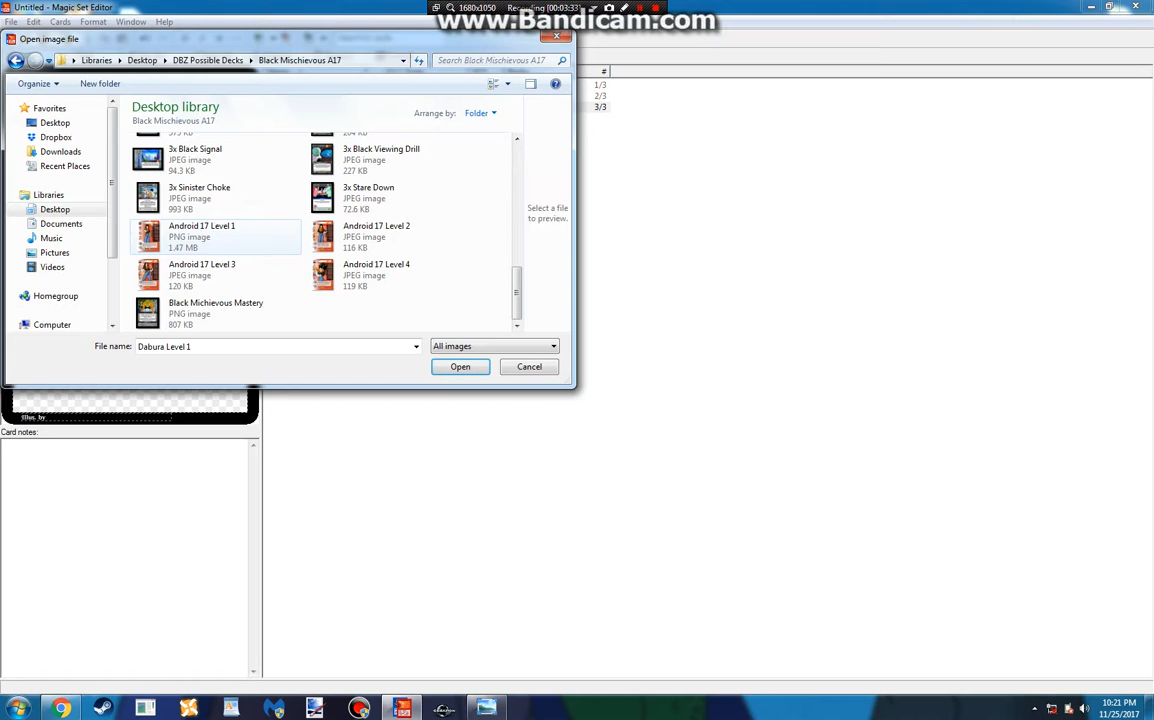 Untitled - Magic Set Editor
1680x1050 Recording [00:03:33]
www.Bandicam.com
File Edit Cards Format Window Help
Open image file
Libraries Desktop DBZ Possible Decks Black Mischievous A17
Search Black Mischievous A17
#
Organize New folder
1/3
2/3
3/3
Favorites
Desktop
Dropbox
Downloads
Recent Places
Libraries
Desktop
Documents
Music
Pictures
Videos
Homegroup
Computer
Desktop library
Black Mischievous A17
Arrange by: Folder
3x Black Signal
JPEG image
94.3 KB
3x Black Viewing Drill
JPEG image
227 KB
3x Sinister Choke
JPEG image
993 KB
3x Stare Down
JPEG image
72.6 KB
Android 17 Level 1
PNG image
1.47 MB
Android 17 Level 2
JPEG image
116 KB
Android 17 Level 3
JPEG image
120 KB
Android 17 Level 4
JPEG image
119 KB
Black Michievous Mastery
PNG image
807 KB
Select a file
to preview.
File name: Dabura Level 1
All images
Open Cancel
Illus. by
Card notes:
10:21 PM
11/25/2017